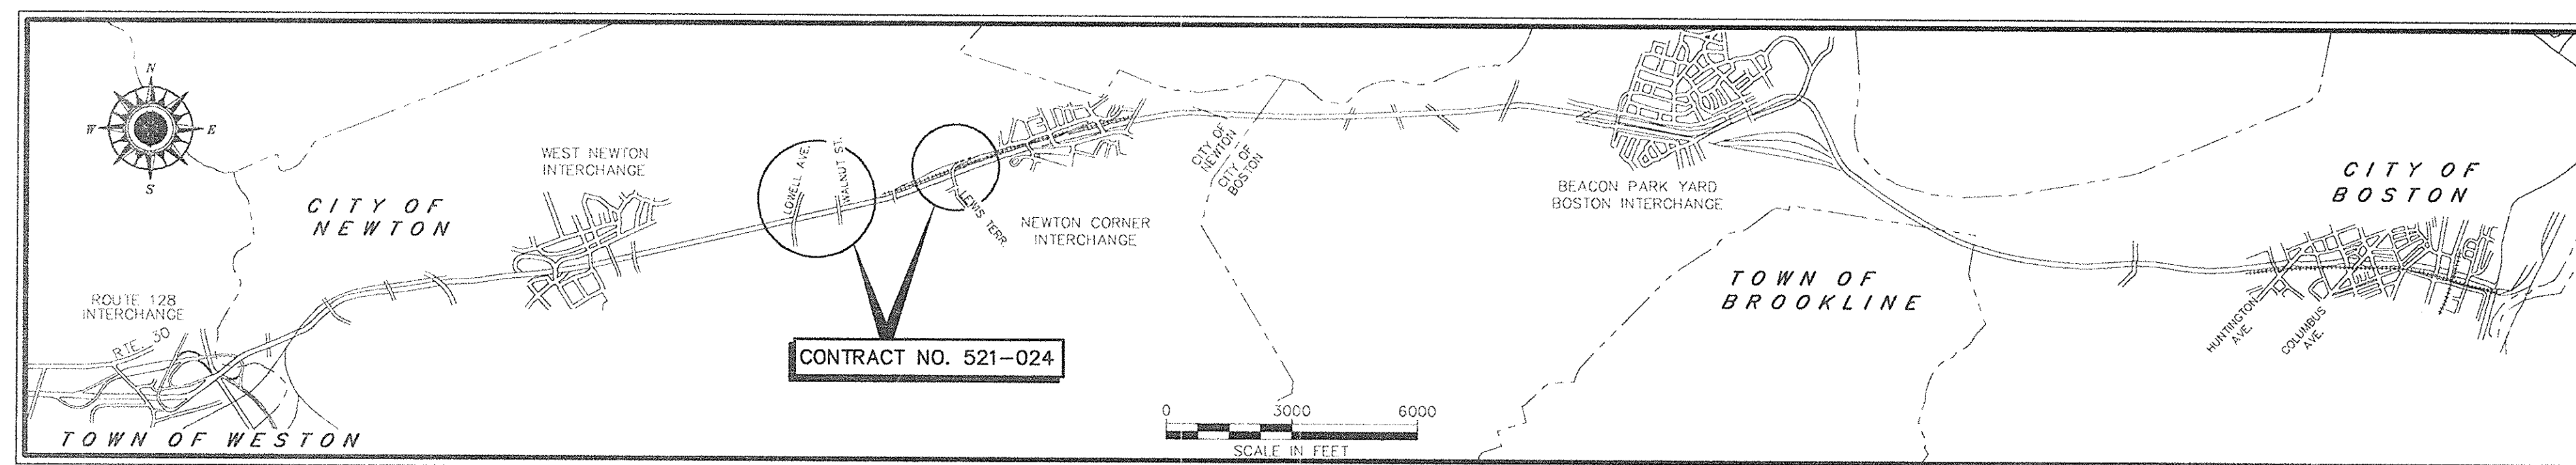 N
W
E
S
CITY OF
NEWTON
WEST NEWTON
INTERCHANGE
LOWELL AVE.
WALNUT ST.
LEWIS TERR.
NEWTON CORNER
INTERCHANGE
CITY OF
NEWTON
CITY OF
BOSTON
BEACON PARK YARD
BOSTON INTERCHANGE
CITY OF
BOSTON
TOWN OF
BROOKLINE
HUNTINGTON
AVE.
COLUMBUS
AVE.
ROUTE 128
INTERCHANGE
RTE. 30
TOWN OF WESTON
CONTRACT NO. 521-024
0 3000 6000
SCALE IN FEET